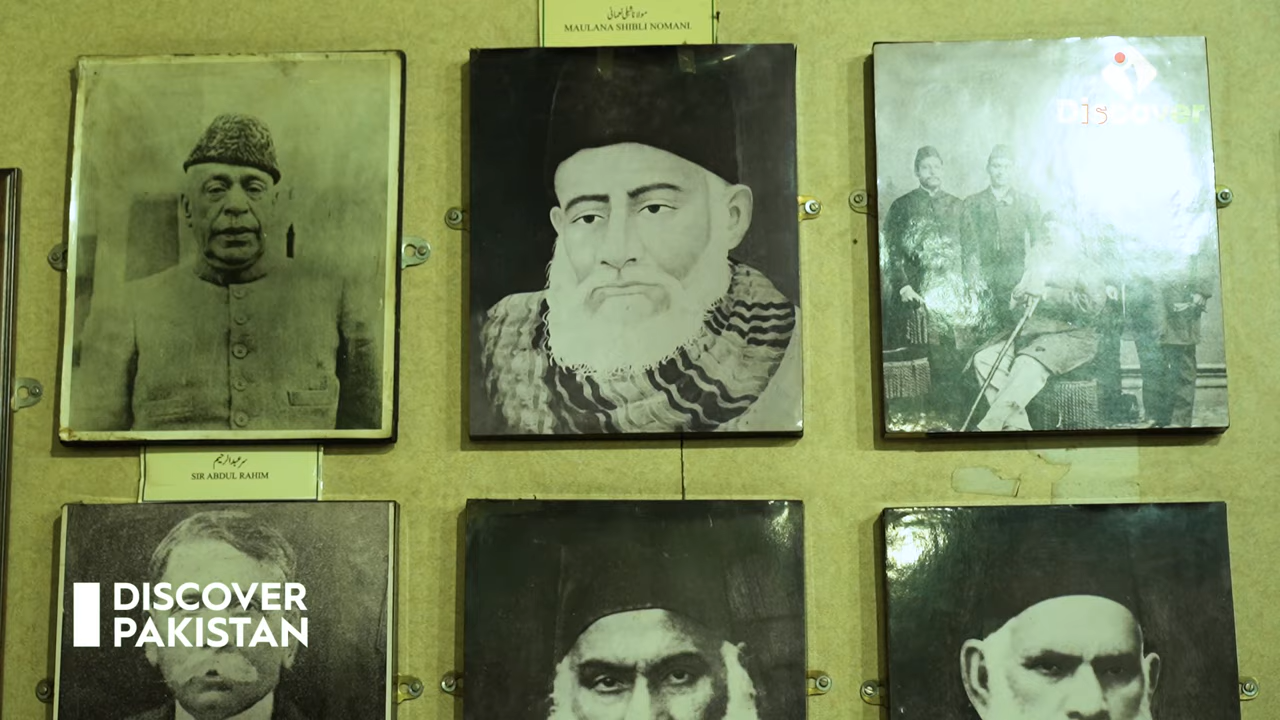 مولانا شبلی نعمانی
MAULANA SHIBLI NOMANI.
Discover
سر عبدالرحیم
SIR ABDUL RAHIM
DISCOVER
PAKISTAN